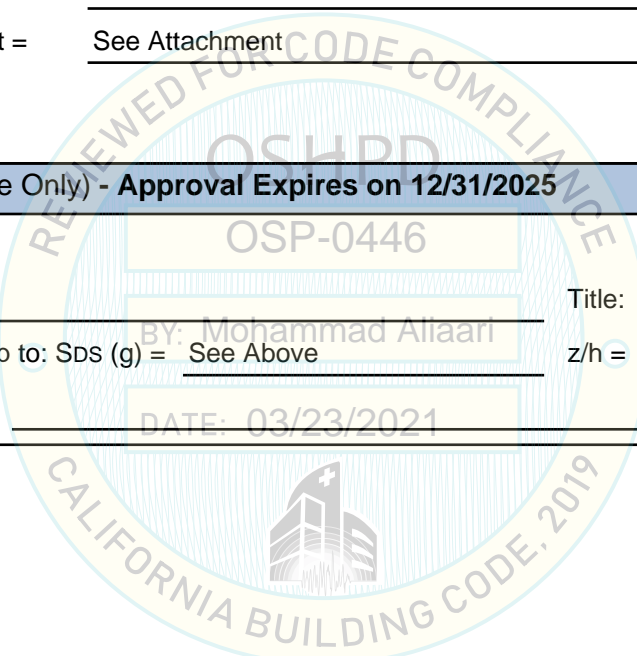 t = See Attachment
REVIEWED FOR CODE COMPLIANCE
OSHPD
e Only) - Approval Expires on 12/31/2025
OSP-0446
Title:
BY: Mohammad Aliaari
o to: SDS (g) = See Above z/h =
DATE: 03/23/2021
CALIFORNIA BUILDING CODE, 2019